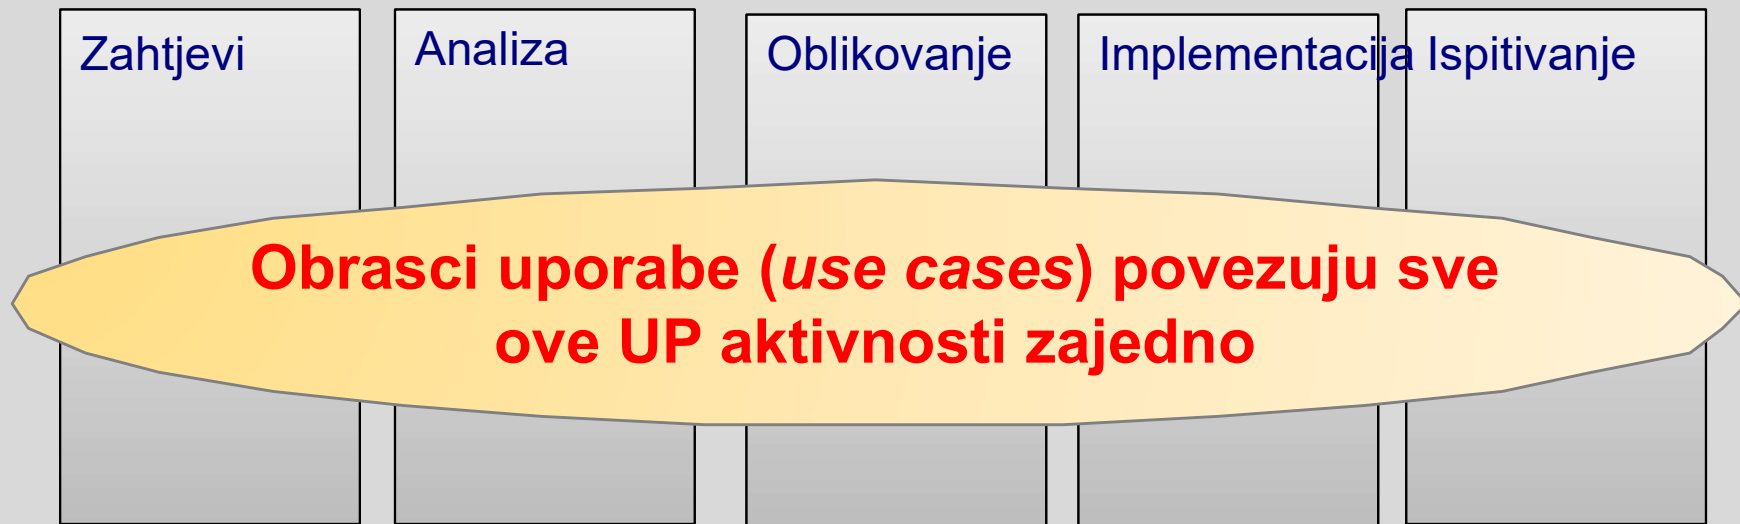 Zahtjevi
Analiza
Oblikovanje
Implementacija
Ispitivanje
Obrasci uporabe (use cases) povezuju sve
ove UP aktivnosti zajedno